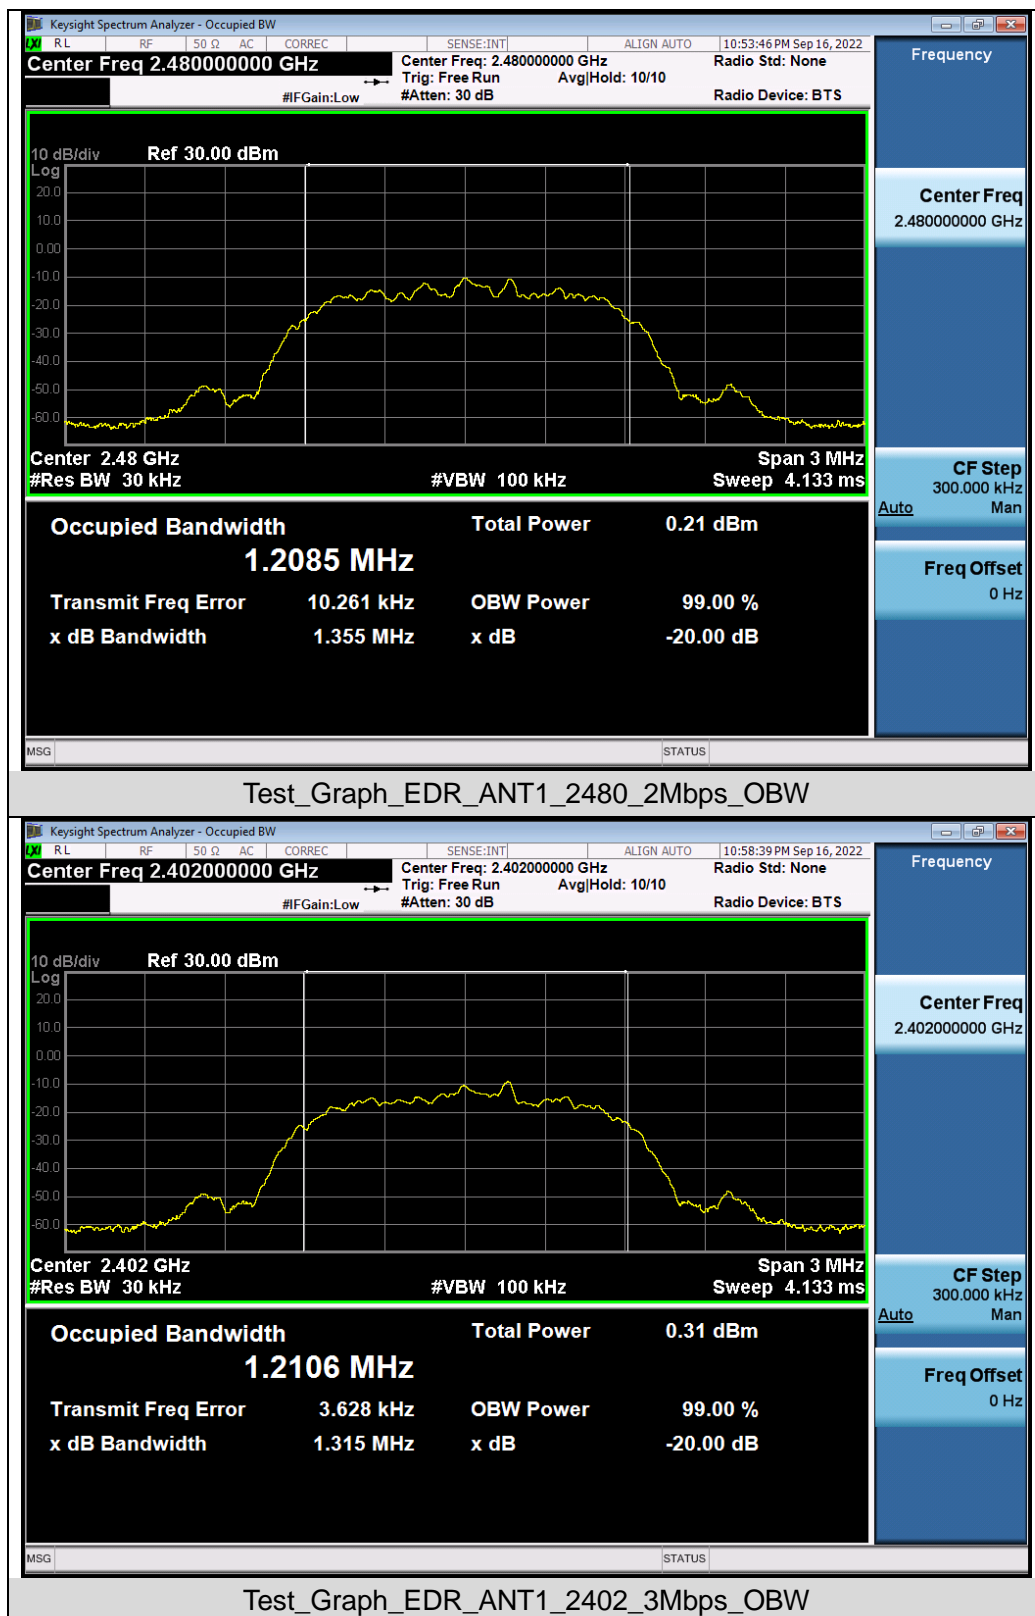 Keysight Spectrum Analyzer - Occupied BW
LXI RL RF 50 Ω AC CORREC SENSE:INT ALIGN AUTO 10:53:46 PM Sep 16, 2022
Center Freq 2.480000000 GHz
Center Freq: 2.480000000 GHz Radio Std: None
Trig: Free Run Avg|Hold: 10/10
#IFGain:Low #Atten: 30 dB Radio Device: BTS
Frequency
10 dB/div Ref 30.00 dBm
Log
20.0
10.0
0.00
-10.0
-20.0
-30.0
-40.0
-50.0
-60.0
Center 2.48 GHz Span 3 MHz
#Res BW 30 kHz #VBW 100 kHz Sweep 4.133 ms
Center Freq
2.480000000 GHz
CF Step
300.000 kHz
Auto Man
Freq Offset
0 Hz
Occupied Bandwidth Total Power 0.21 dBm
1.2085 MHz
Transmit Freq Error 10.261 kHz OBW Power 99.00 %
x dB Bandwidth 1.355 MHz x dB -20.00 dB
MSG STATUS
Test_Graph_EDR_ANT1_2480_2Mbps_OBW
Keysight Spectrum Analyzer - Occupied BW
LXI RL RF 50 Ω AC CORREC SENSE:INT ALIGN AUTO 10:58:39 PM Sep 16, 2022
Center Freq 2.402000000 GHz
Center Freq: 2.402000000 GHz Radio Std: None
Trig: Free Run Avg|Hold: 10/10
#IFGain:Low #Atten: 30 dB Radio Device: BTS
Frequency
10 dB/div Ref 30.00 dBm
Log
20.0
10.0
0.00
-10.0
-20.0
-30.0
-40.0
-50.0
-60.0
Center 2.402 GHz Span 3 MHz
#Res BW 30 kHz #VBW 100 kHz Sweep 4.133 ms
Center Freq
2.402000000 GHz
CF Step
300.000 kHz
Auto Man
Freq Offset
0 Hz
Occupied Bandwidth Total Power 0.31 dBm
1.2106 MHz
Transmit Freq Error 3.628 kHz OBW Power 99.00 %
x dB Bandwidth 1.315 MHz x dB -20.00 dB
MSG STATUS
Test_Graph_EDR_ANT1_2402_3Mbps_OBW